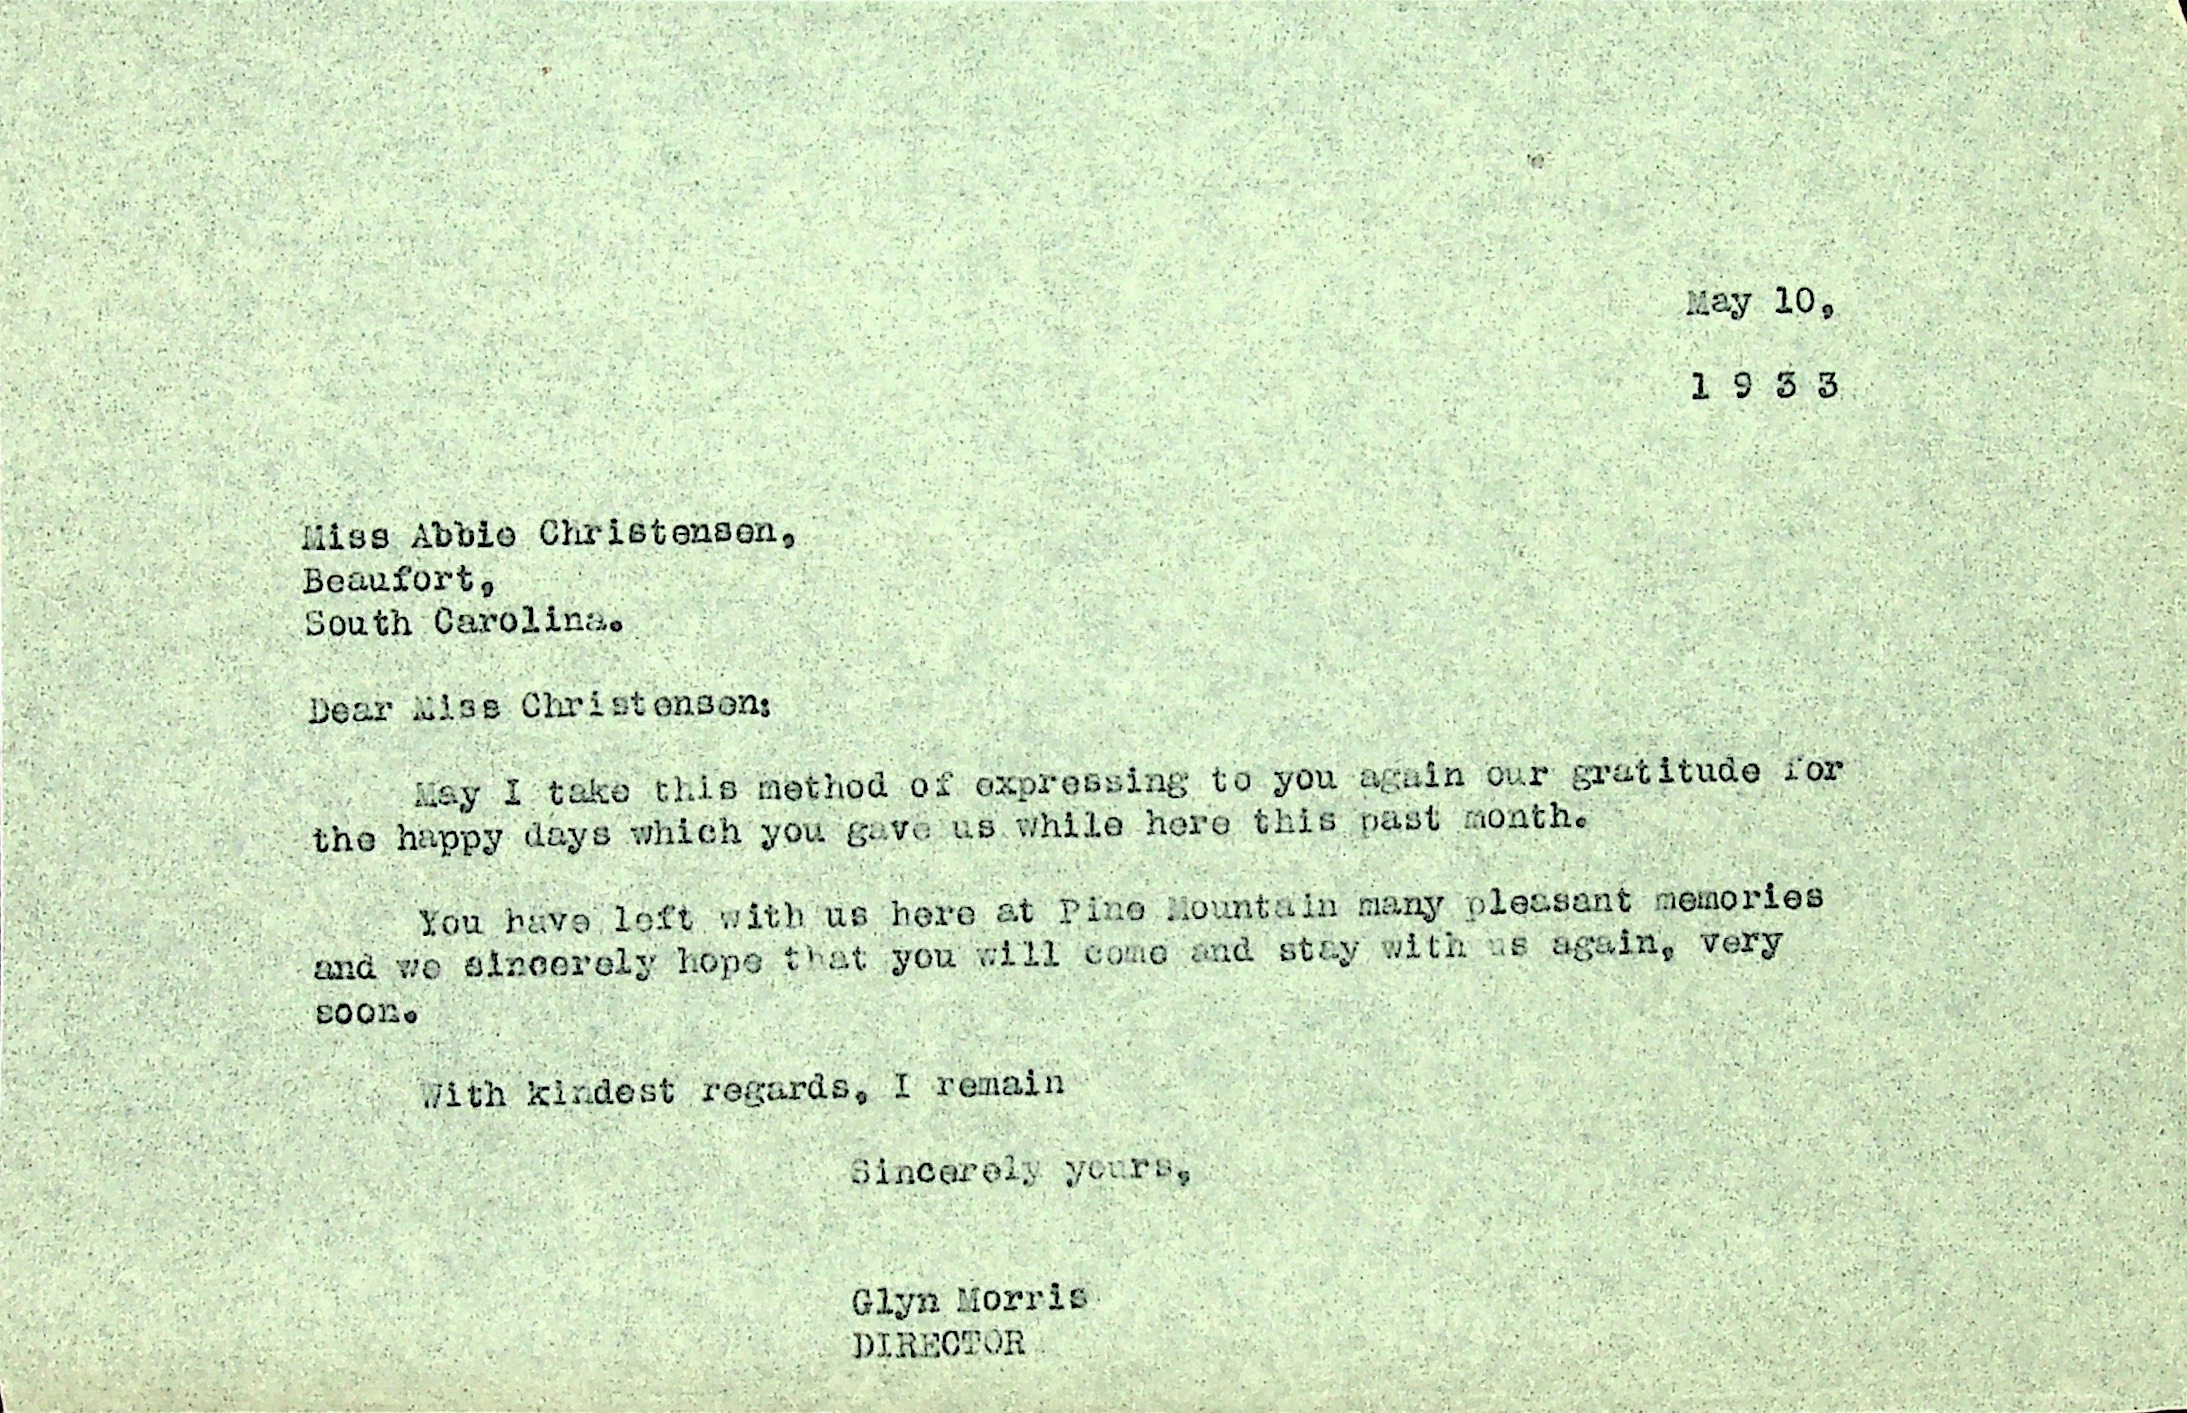 May 10,
1 9 3 3
Miss Abbie Christensen,
Beaufort,
South Carolina.
Dear Miss Christensen:
May I take this method of expressing to you again our gratitude for
the happy days which you gave us while here this past month.
You have left with us here at Pine Mountain many pleasant memories
and we sincerely hope that you will come and stay with us again, very
soon.
With kindest regards, I remain
Sincerely yours,
Glyn Morris
DIRECTOR